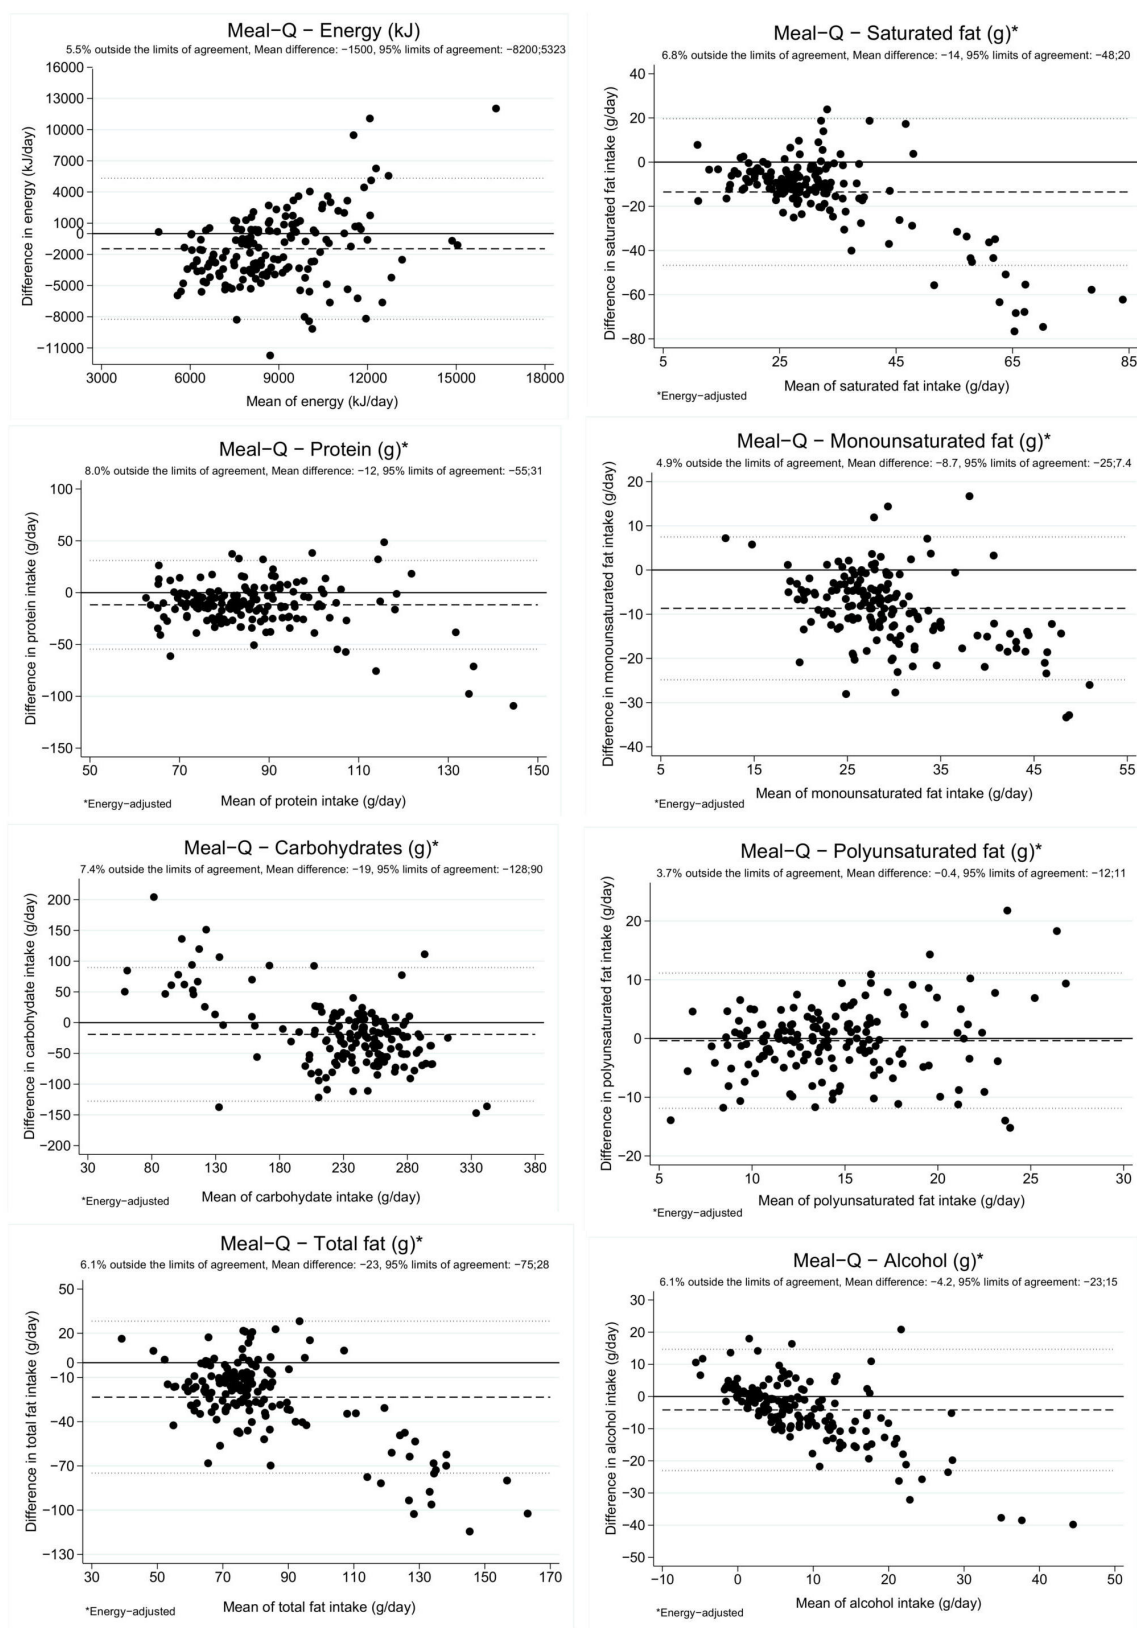 Meal−Q − Energy (kJ)
5.5% outside the limits of agreement, Mean difference: −1500, 95% limits of agreement: −8200;5323
Difference in energy (kJ/day)
16000
13000
10000
7000
4000
1000
0
−2000
−5000
−8000
−11000
3000 6000 9000 12000 15000 18000
Mean of energy (kJ/day)
Meal−Q − Saturated fat (g)*
6.8% outside the limits of agreement, Mean difference: −14, 95% limits of agreement: −48;20
Difference in saturated fat intake (g/day)
40
20
0
−20
−40
−60
−80
5 25 45 65 85
Mean of saturated fat intake (g/day)
*Energy−adjusted
Meal−Q − Protein (g)*
8.0% outside the limits of agreement, Mean difference: −12, 95% limits of agreement: −55;31
Difference in protein intake (g/day)
100
50
0
−50
−100
−150
50 70 90 110 130 150
*Energy−adjusted Mean of protein intake (g/day)
Meal−Q − Monounsaturated fat (g)*
4.9% outside the limits of agreement, Mean difference: −8.7, 95% limits of agreement: −25;7.4
Difference in monounsaturated fat intake (g/day)
20
10
0
−10
−20
−30
−40
5 15 25 35 45 55
Mean of monounsaturated fat intake (g/day)
*Energy−adjusted
Meal−Q − Carbohydrates (g)*
7.4% outside the limits of agreement, Mean difference: −19, 95% limits of agreement: −128;90
Difference in carbohydrate intake (g/day)
200
150
100
50
0
−50
−100
−150
−200
30 80 130 180 230 280 330 380
*Energy−adjusted Mean of carbohydate intake (g/day)
Meal−Q − Polyunsaturated fat (g)*
3.7% outside the limits of agreement, Mean difference: −0.4, 95% limits of agreement: −12;11
Difference in polyunsaturated fat intake (g/day)
20
10
0
−10
−20
5 10 15 20 25 30
Mean of polyunsaturated fat intake (g/day)
*Energy−adjusted
Meal−Q − Total fat (g)*
6.1% outside the limits of agreement, Mean difference: −23, 95% limits of agreement: −75;28
Difference in total fat intake (g/day)
50
20
0
−10
−40
−70
−100
−130
30 50 70 90 110 130 150 170
*Energy−adjusted Mean of total fat intake (g/day)
Meal−Q − Alcohol (g)*
6.1% outside the limits of agreement, Mean difference: −4.2, 95% limits of agreement: −23;15
Difference in alcohol intake (g/day)
30
20
10
0
−10
−20
−30
−40
−50
−10 0 10 20 30 40 50
Mean of alcohol intake (g/day)
*Energy−adjusted